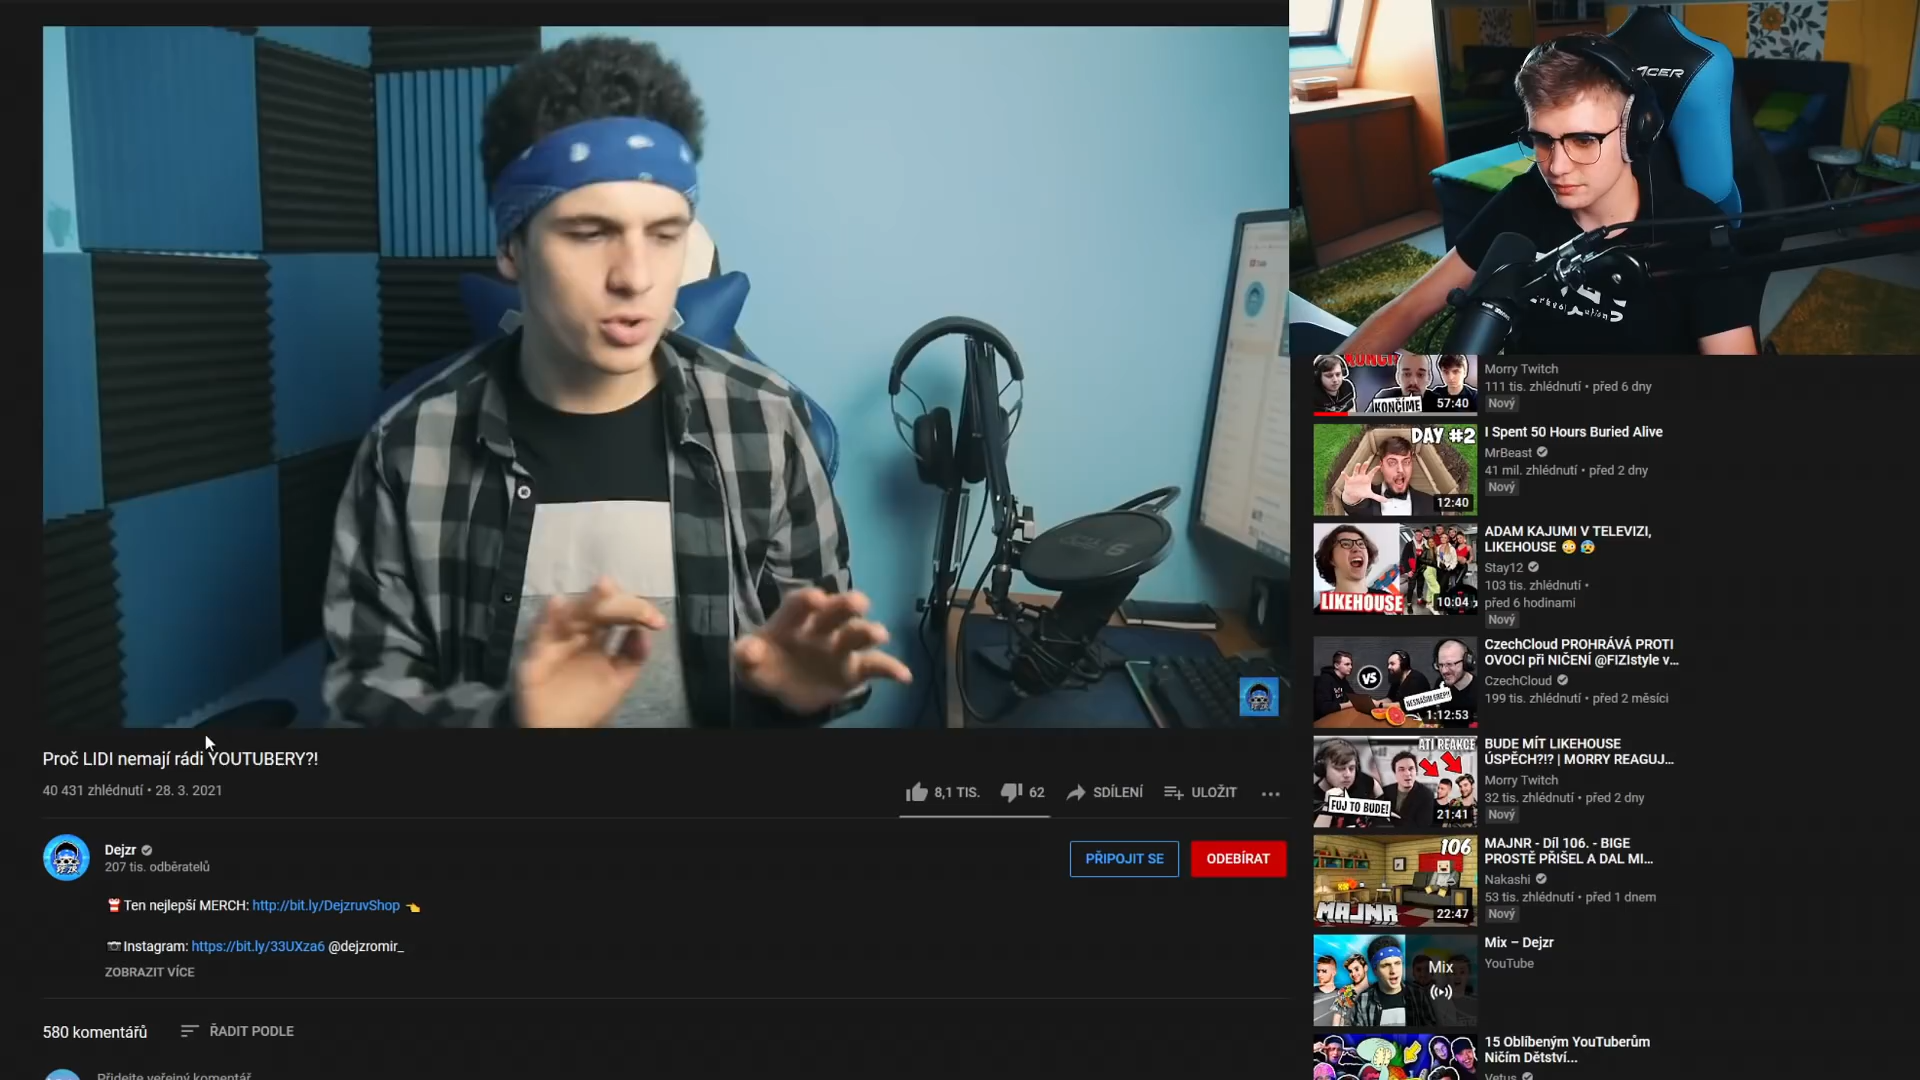 Proč LIDI nemají rádi YOUTUBERY?!
40 431 zhlédnutí • 28. 3. 2021
8,1 TIS.
62
SDÍLENÍ
ULOŽIT
Dejzr
207 tis. odběratelů
PŘIPOJIT SE
ODEBÍRAT
Ten nejlepší MERCH: http://bit.ly/DejzruvShop
Instagram: https://bit.ly/33UXza6 @dejzromir_
ZOBRAZIT VÍCE
580 komentářů
ŘADIT PODLE
Přidejte veřejný komentář
ACER
KONČÍME
57:40
Morry Twitch
111 tis. zhlédnutí • před 6 dny
Nový
DAY #2
12:40
I Spent 50 Hours Buried Alive
MrBeast
41 mil. zhlédnutí • před 2 dny
Nový
LIKEHOUSE
10:04
ADAM KAJUMI V TELEVIZI,
LIKEHOUSE
Stay12
103 tis. zhlédnutí •
před 6 hodinami
Nový
VS
1:12:53
CzechCloud PROHRÁVÁ PROTI
OVOCI při NIČENÍ @FIZIstyle v...
CzechCloud
199 tis. zhlédnutí • před 2 měsíci
ATI REAKCE
FUJ TO BUDE!
21:41
BUDE MÍT LIKEHOUSE
ÚSPĚCH?!? | MORRY REAGUJ...
Morry Twitch
32 tis. zhlédnutí • před 2 dny
Nový
106
MAJNR
22:47
MAJNR - Díl 106. - BIGE
PROSTĚ PŘIŠEL A DAL MI...
Nakashi
53 tis. zhlédnutí • před 1 dnem
Nový
Mix
Mix – Dejzr
YouTube
15 Oblíbeným YouTuberům
Ničím Dětství...
Vetus